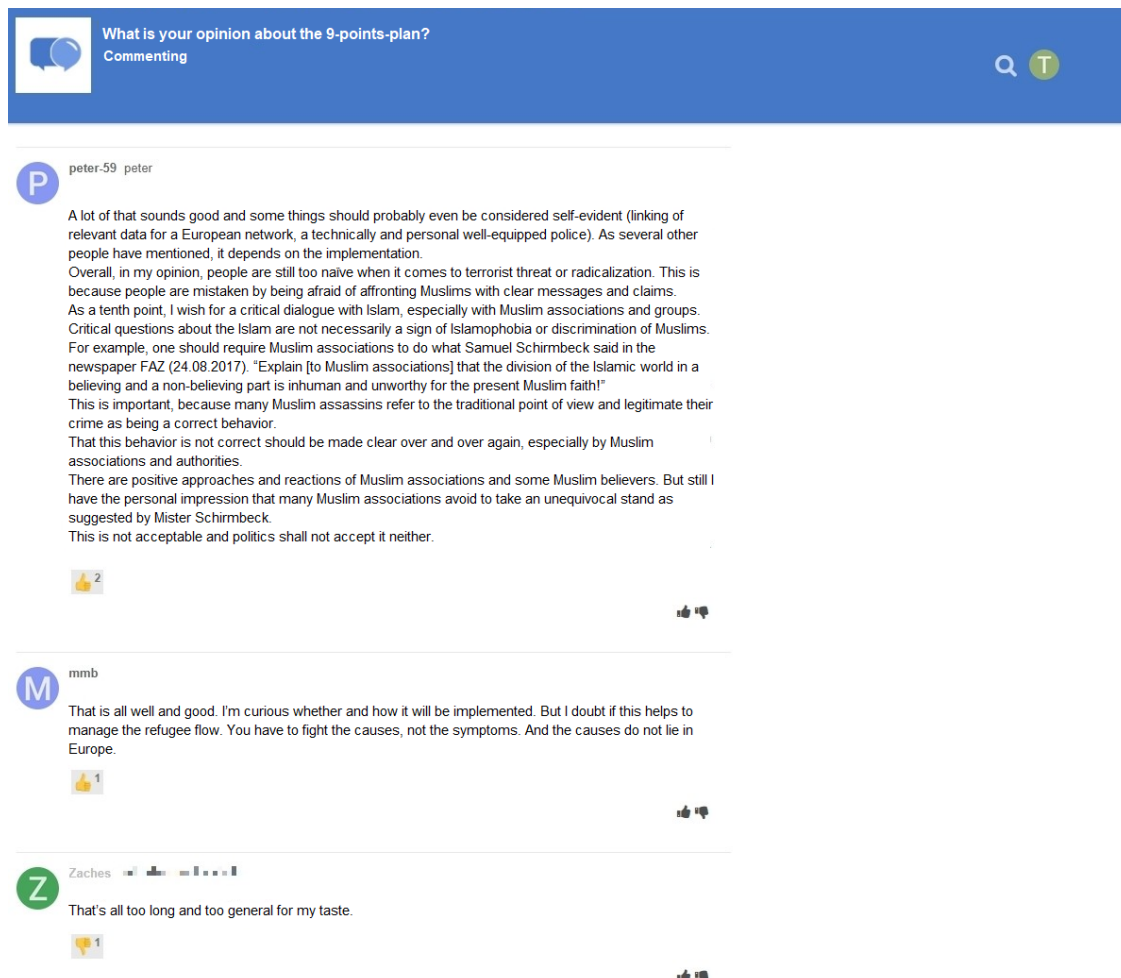 What is your opinion about the 9-points-plan?
Commenting
T
P
peter-59 peter
A lot of that sounds good and some things should probably even be considered self-evident (linking of
relevant data for a European network, a technically and personal well-equipped police). As several other
people have mentioned, it depends on the implementation.
Overall, in my opinion, people are still too naïve when it comes to terrorist threat or radicalization. This is
because people are mistaken by being afraid of affronting Muslims with clear messages and claims.
As a tenth point, I wish for a critical dialogue with Islam, especially with Muslim associations and groups.
Critical questions about the Islam are not necessarily a sign of Islamophobia or discrimination of Muslims.
For example, one should require Muslim associations to do what Samuel Schirmbeck said in the
newspaper FAZ (24.08.2017). “Explain [to Muslim associations] that the division of the Islamic world in a
believing and a non-believing part is inhuman and unworthy for the present Muslim faith!”
This is important, because many Muslim assassins refer to the traditional point of view and legitimate their
crime as being a correct behavior.
That this behavior is not correct should be made clear over and over again, especially by Muslim
associations and authorities.
There are positive approaches and reactions of Muslim associations and some Muslim believers. But still I
have the personal impression that many Muslim associations avoid to take an unequivocal stand as
suggested by Mister Schirmbeck.
This is not acceptable and politics shall not accept it neither.
2
M
mmb
That is all well and good. I'm curious whether and how it will be implemented. But I doubt if this helps to
manage the refugee flow. You have to fight the causes, not the symptoms. And the causes do not lie in
Europe.
1
Z
Zaches
That's all too long and too general for my taste.
1